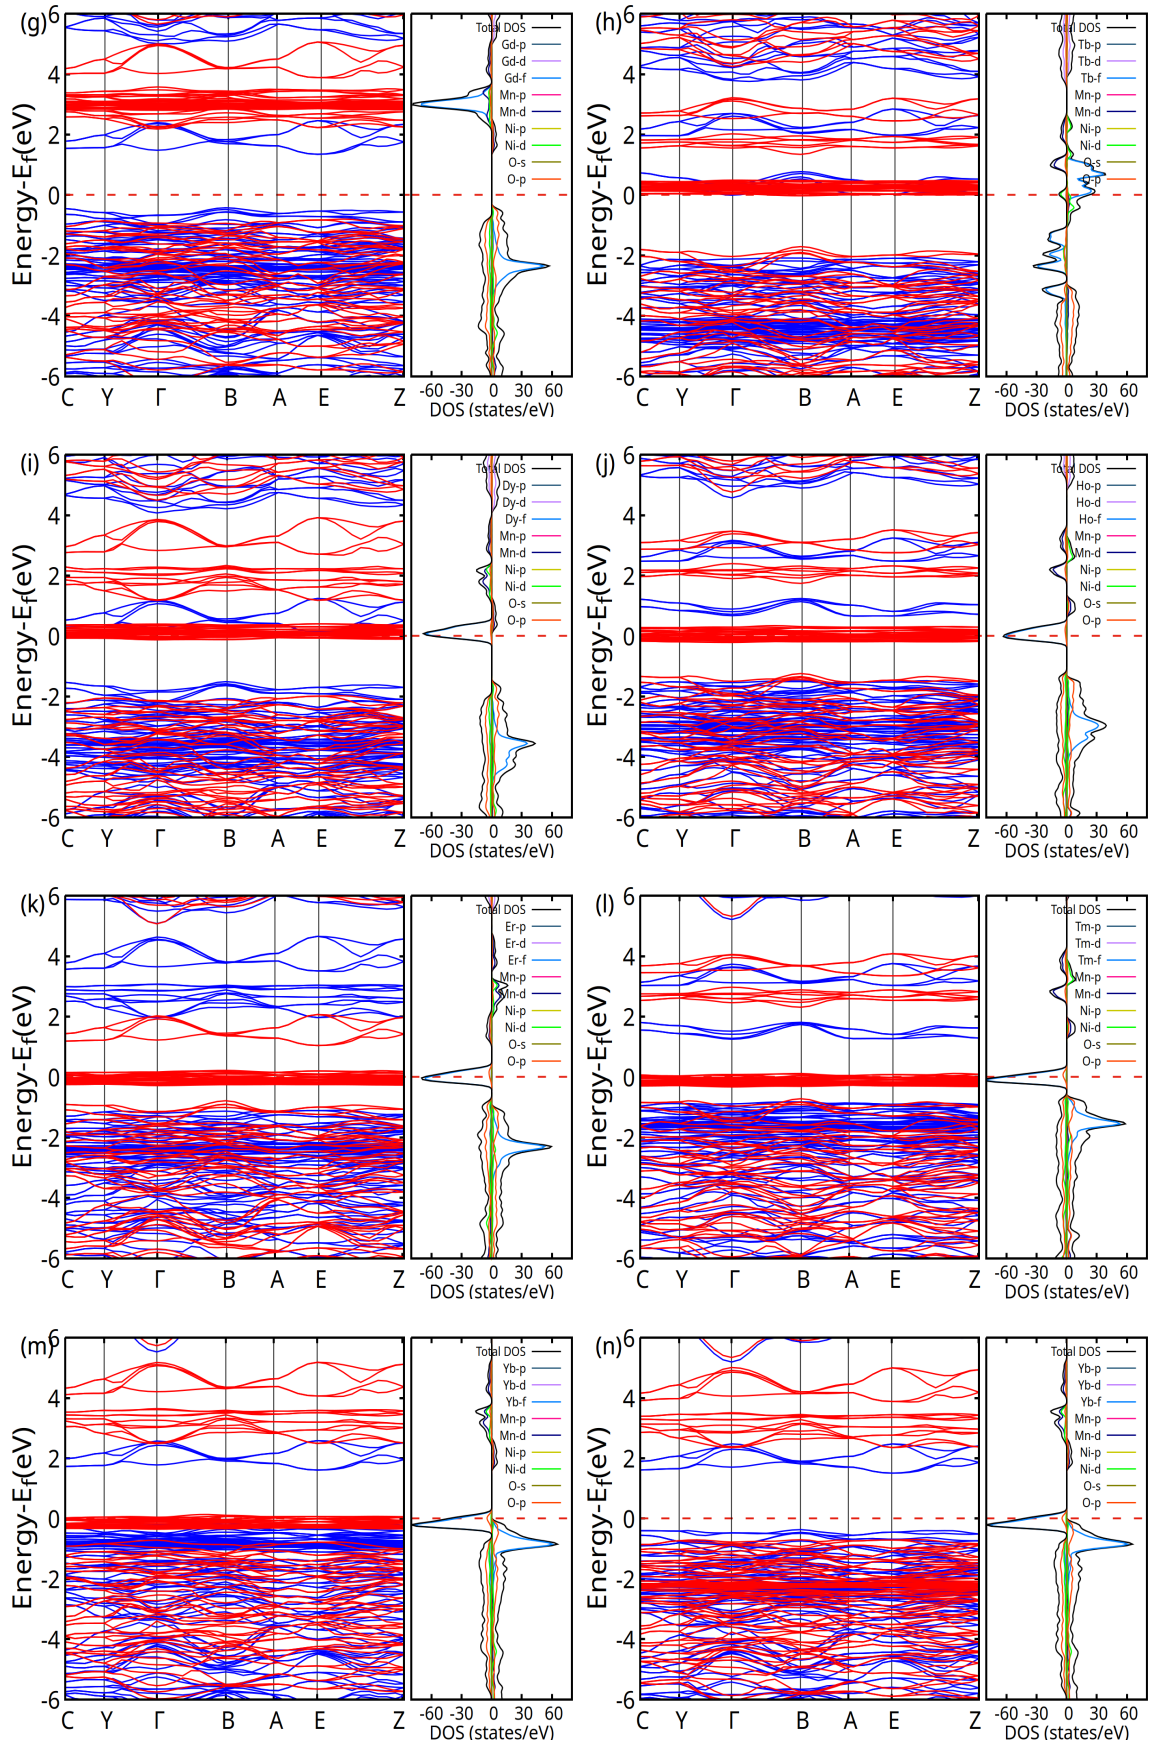 (g)
6
4
2
0
-2
-4
-6
Energy-Ef(eV)
C Y Γ B A E Z
Total DOS
Gd-p
Gd-d
Gd-f
Mn-p
Mn-d
Ni-p
Ni-d
O-s
O-p
-60 -30 0 30 60
DOS (states/eV)
(h)
6
4
2
0
-2
-4
-6
Energy-Ef(eV)
C Y Γ B A E Z
Total DOS
Tb-p
Tb-d
Tb-f
Mn-p
Mn-d
Ni-p
Ni-d
O-s
O-p
-60 -30 0 30 60
DOS (states/eV)
(i)
6
4
2
0
-2
-4
-6
Energy-Ef(eV)
C Y Γ B A E Z
Total DOS
Dy-p
Dy-d
Dy-f
Mn-p
Mn-d
Ni-p
Ni-d
O-s
O-p
-60 -30 0 30 60
DOS (states/eV)
(j)
6
4
2
0
-2
-4
-6
Energy-Ef(eV)
C Y Γ B A E Z
Total DOS
Ho-p
Ho-d
Ho-f
Mn-p
Mn-d
Ni-p
Ni-d
O-s
O-p
-60 -30 0 30 60
DOS (states/eV)
(k)
6
4
2
0
-2
-4
-6
Energy-Ef(eV)
C Y Γ B A E Z
Total DOS
Er-p
Er-d
Er-f
Mn-p
Mn-d
Ni-p
Ni-d
O-s
O-p
-60 -30 0 30 60
DOS (states/eV)
(l)
6
4
2
0
-2
-4
-6
Energy-Ef(eV)
C Y Γ B A E Z
Total DOS
Tm-p
Tm-d
Tm-f
Mn-p
Mn-d
Ni-p
Ni-d
O-s
O-p
-60 -30 0 30 60
DOS (states/eV)
(m)
6
4
2
0
-2
-4
-6
Energy-Ef(eV)
C Y Γ B A E Z
Total DOS
Yb-p
Yb-d
Yb-f
Mn-p
Mn-d
Ni-p
Ni-d
O-s
O-p
-60 -30 0 30 60
DOS (states/eV)
(n)
6
4
2
0
-2
-4
-6
Energy-Ef(eV)
C Y Γ B A E Z
Total DOS
Yb-p
Yb-d
Yb-f
Mn-p
Mn-d
Ni-p
Ni-d
O-s
O-p
-60 -30 0 30 60
DOS (states/eV)